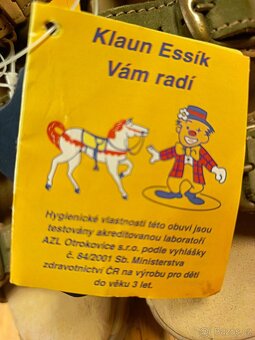 Klaun Essík
Vám radí
Hygienické vlastnosti této obuvi jsou
testovány akreditovanou laboratoří
AZL Otrokovice s.r.o. podle vyhlášky
č. 84/2001 Sb. Ministerstva
zdravotnictví ČR na výrobu pro děti
do věku 3 let.